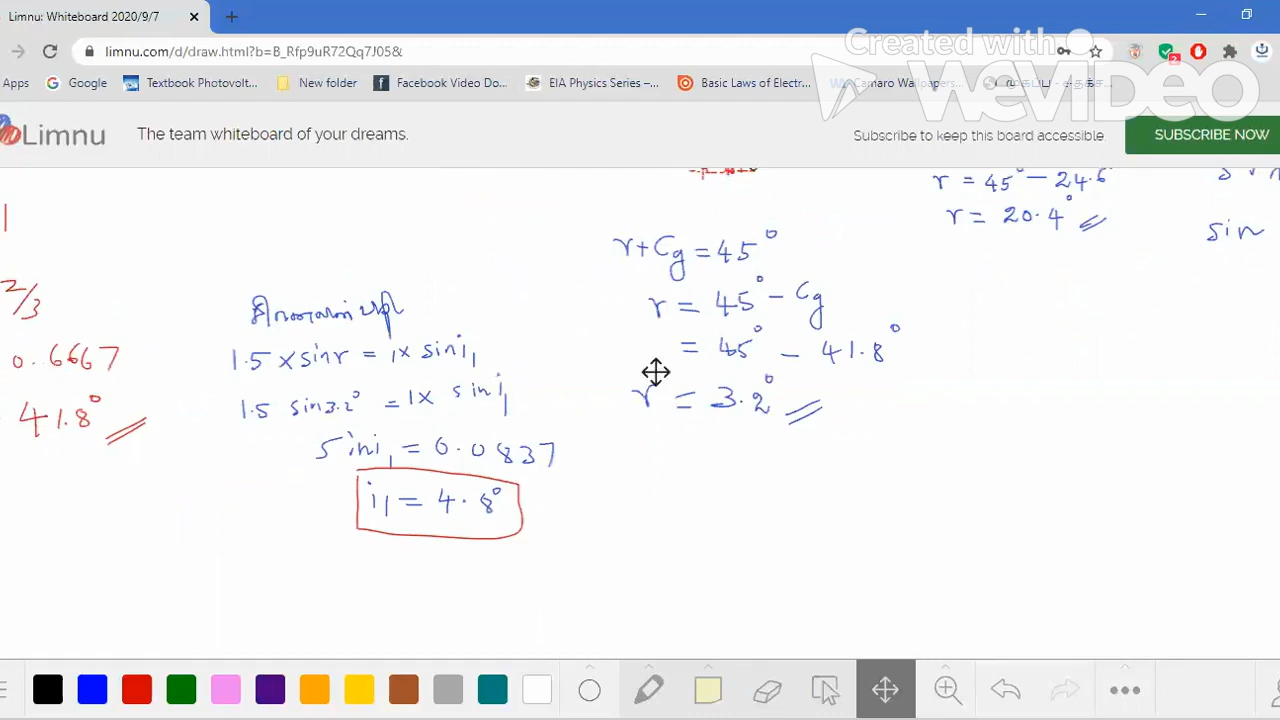 Limnu: Whiteboard 2020/9/7
limnu.com/d/draw.html?b=B_Rfp9uR72Qq7J05&
Created with
WEVIDEO
Apps
Google
Textbook Photovolt...
New folder
Facebook Video Do...
EIA Physics Series –...
Basic Laws of Electr...
Camaro Wallpapers...
Limnu
The team whiteboard of your dreams.
Subscribe to keep this board accessible.
SUBSCRIBE NOW
r = 45° − 24.6°
r = 20.4°
sin
r + Cg = 45°
r = 45° − Cg
= 45° − 41.8°
r = 3.2°
1
2/3
0.6667
41.8°
1.5 × sin r = 1 × sin i₁
1.5 sin 3.2° = 1 × sin i₁
sin i₁ = 0.0837
i₁ = 4.8°